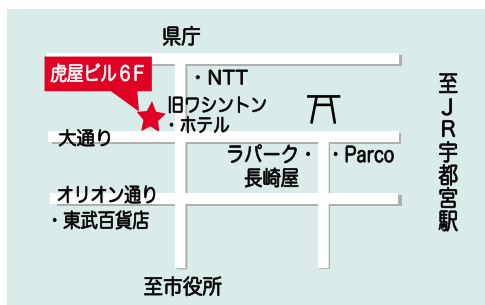 県庁
虎屋ビル6F
・NTT
旧ワシントン
・ホテル
大通り
ラパーク・
長崎屋
・Parco
オリオン通り
・東武百貨店
至市役所
至JR宇都宮駅